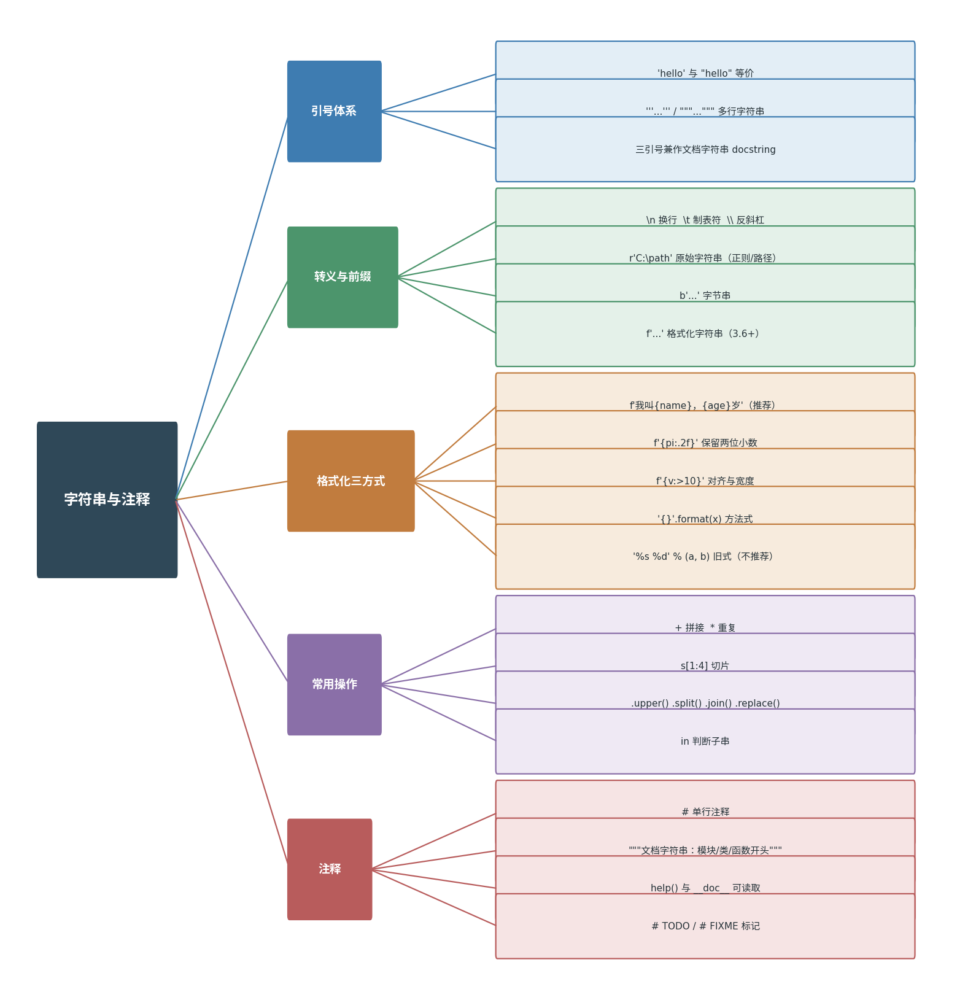 字符串与注释
引号体系
'hello' 与 "hello" 等价
'''...''' / """...""" 多行字符串
三引号兼作文档字符串 docstring
转义与前缀
\n 换行  \t 制表符  \\ 反斜杠
r'C:\path' 原始字符串（正则/路径）
b'...' 字节串
f'...' 格式化字符串（3.6+）
格式化三方式
f'我叫{name}，{age}岁'（推荐）
f'{pi:.2f}' 保留两位小数
f'{v:>10}' 对齐与宽度
'{}'.format(x) 方法式
'%s %d' % (a, b) 旧式（不推荐）
常用操作
+ 拼接  * 重复
s[1:4] 切片
.upper() .split() .join() .replace()
in 判断子串
注释
# 单行注释
"""文档字符串：模块/类/函数开头"""
help() 与 __doc__ 可读取
# TODO / # FIXME 标记